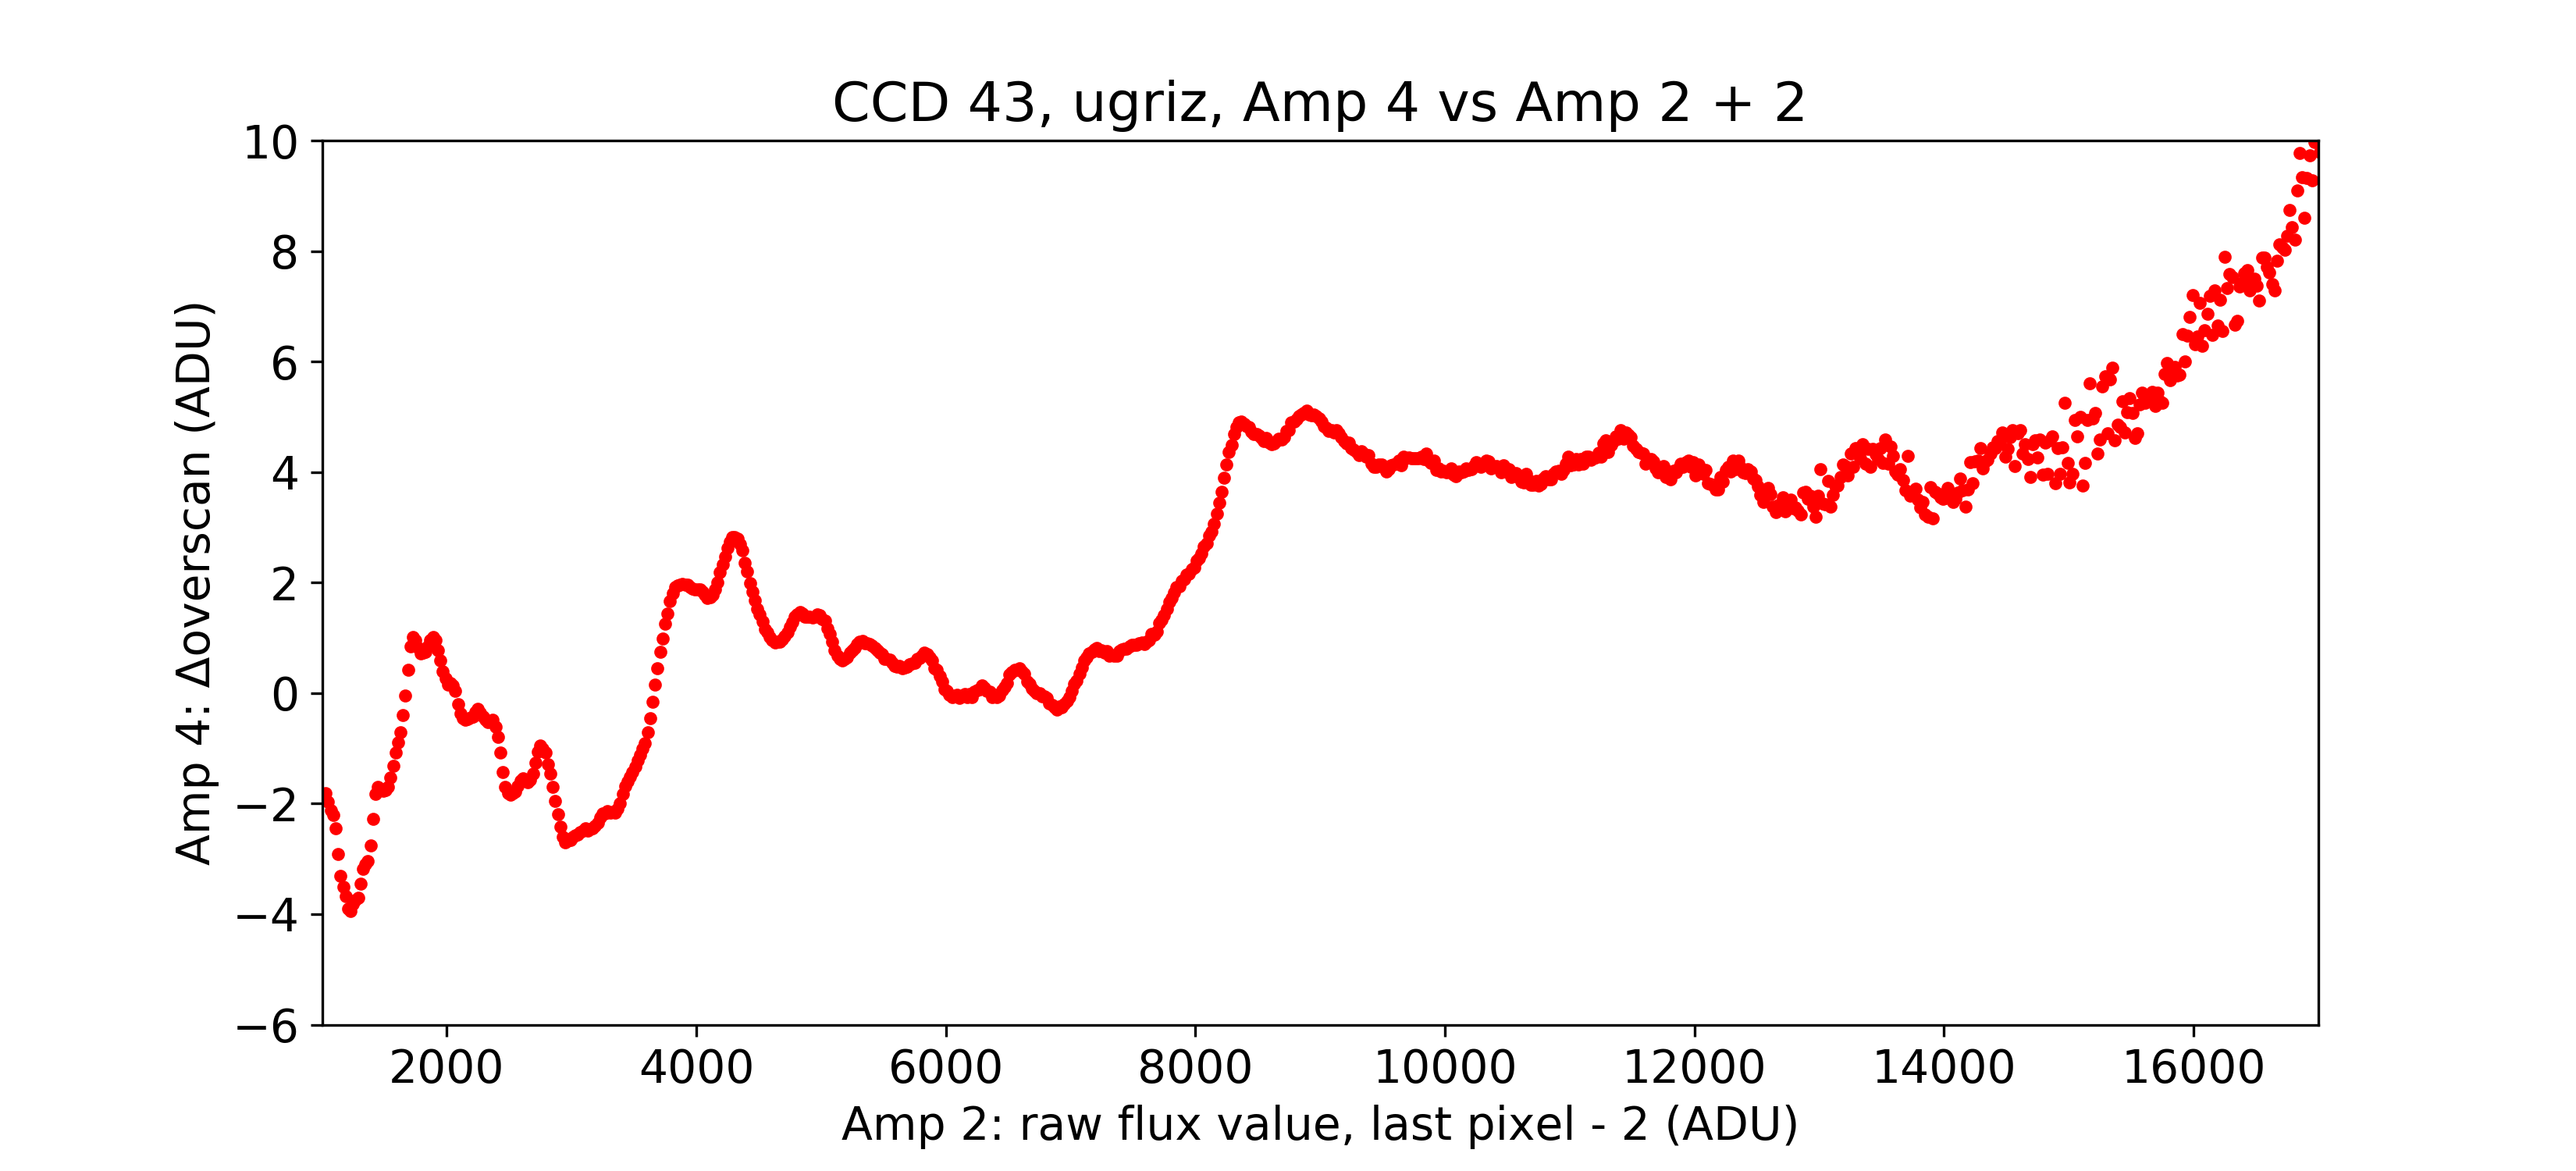 CCD 43, ugriz, Amp 4 vs Amp 2 + 2
10
8
6
4
2
0
−2
−4
−6
Amp 4: Δoverscan (ADU)
2000 4000 6000 8000 10000 12000 14000 16000
Amp 2: raw flux value, last pixel - 2 (ADU)